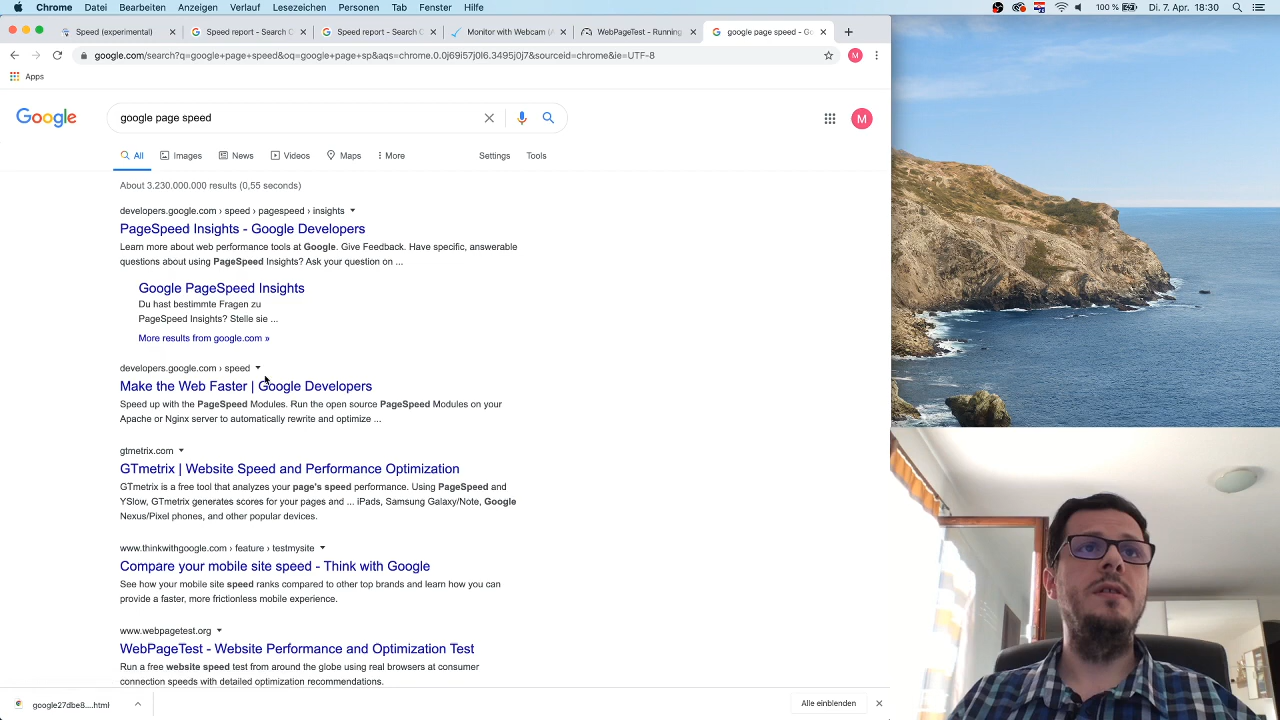 Chrome Datei Bearbeiten Anzeigen Verlauf Lesezeichen Personen Tab Fenster Hilfe 100 % Di. 7. Apr. 18:30
Speed (experimental) Speed report - Search C Speed report - Search C Monitor with Webcam (A WebPageTest - Running google page speed - Go
google.com/search?q=google+page+speed&oq=google+page+sp&aqs=chrome.0.0j69i57j0l6.3495j0j7&sourceid=chrome&ie=UTF-8 M
Apps
Google google page speed M
All Images News Videos Maps More Settings Tools
About 3.230.000.000 results (0,55 seconds)
developers.google.com › speed › pagespeed › insights
PageSpeed Insights - Google Developers
Learn more about web performance tools at Google. Give Feedback. Have specific, answerable
questions about using PageSpeed Insights? Ask your question on ...
Google PageSpeed Insights
Du hast bestimmte Fragen zu
PageSpeed Insights? Stelle sie ...
More results from google.com »
developers.google.com › speed
Make the Web Faster | Google Developers
Speed up with the PageSpeed Modules. Run the open source PageSpeed Modules on your
Apache or Nginx server to automatically rewrite and optimize ...
gtmetrix.com
GTmetrix | Website Speed and Performance Optimization
GTmetrix is a free tool that analyzes your page's speed performance. Using PageSpeed and
YSlow, GTmetrix generates scores for your pages and ... iPads, Samsung Galaxy/Note, Google
Nexus/Pixel phones, and other popular devices.
www.thinkwithgoogle.com › feature › testmysite
Compare your mobile site speed - Think with Google
See how your mobile site speed ranks compared to other top brands and learn how you can
provide a faster, more frictionless mobile experience.
www.webpagetest.org
WebPageTest - Website Performance and Optimization Test
Run a free website speed test from around the globe using real browsers at consumer
connection speeds with detailed optimization recommendations.
google27dbe8....html Alle einblenden